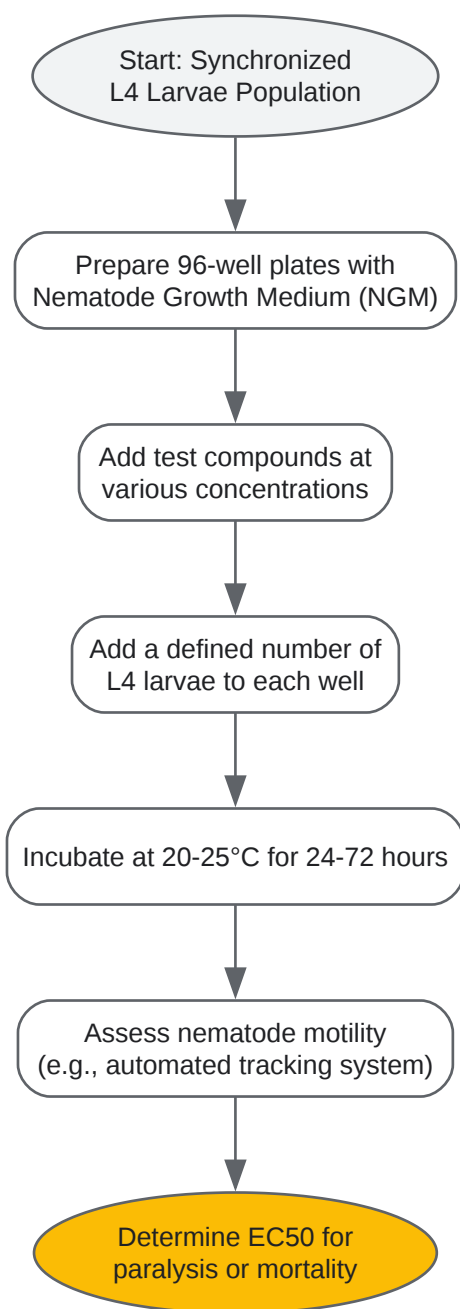 Start: Synchronized
L4 Larvae Population
Prepare 96-well plates with
Nematode Growth Medium (NGM)
Add test compounds at
various concentrations
Add a defined number of
L4 larvae to each well
Incubate at 20-25°C for 24-72 hours
Assess nematode motility
(e.g., automated tracking system)
Determine EC50 for
paralysis or mortality